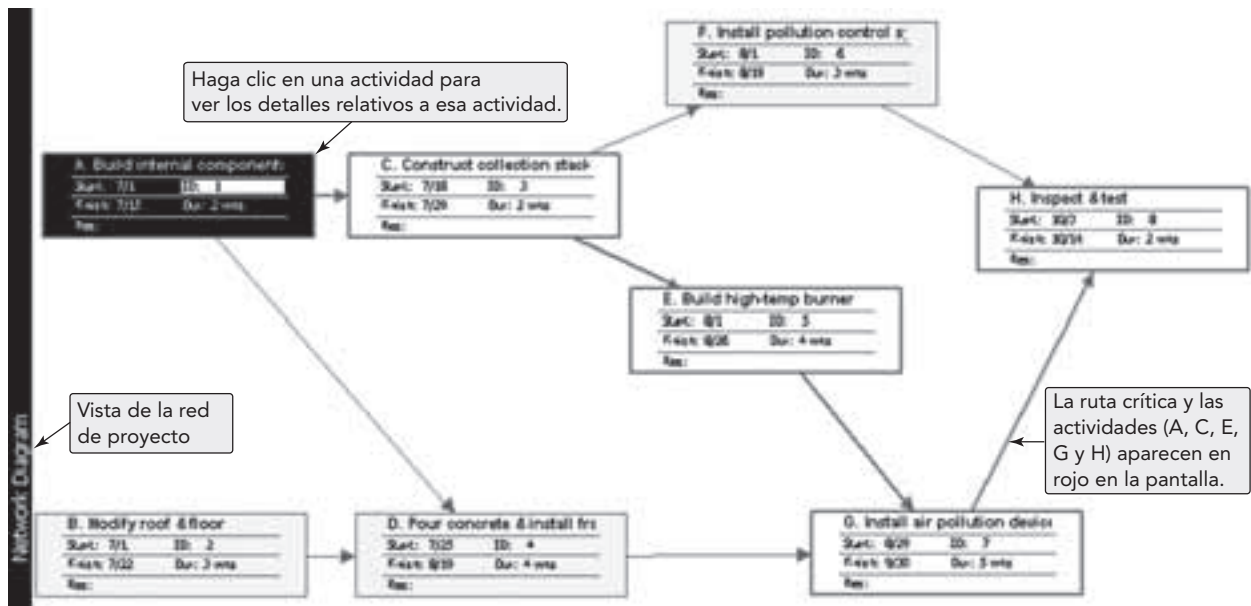 F. Install pollution control s
Start: 8/1 ID: 6
Finish: 8/19 Dur: 3 wks
Res:
Haga clic en una actividad para
ver los detalles relativos a esa actividad.
A. Build internal components
Start: 7/1 ID: 1
Finish: 7/15 Dur: 2 wks
Res:
C. Construct collection stack
Start: 7/18 ID: 3
Finish: 7/29 Dur: 2 wks
Res:
H. Inspect & test
Start: 10/3 ID: 8
Finish: 10/14 Dur: 2 wks
Res:
E. Build high-temp burner
Start: 8/1 ID: 5
Finish: 8/26 Dur: 4 wks
Res:
Vista de la red
de proyecto
La ruta crítica y las
actividades (A, C, E,
G y H) aparecen en
rojo en la pantalla.
Network Diagram
B. Modify roof & floor
Start: 7/1 ID: 2
Finish: 7/22 Dur: 3 wks
Res:
D. Pour concrete & install fra
Start: 7/25 ID: 4
Finish: 8/19 Dur: 4 wks
Res:
G. Install air pollution device
Start: 8/29 ID: 7
Finish: 9/30 Dur: 5 wks
Res: